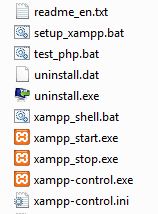 readme_en.txt
setup_xampp.bat
test_php.bat
uninstall.dat
uninstall.exe
xampp_shell.bat
xampp_start.exe
xampp_stop.exe
xampp-control.exe
xampp-control.ini